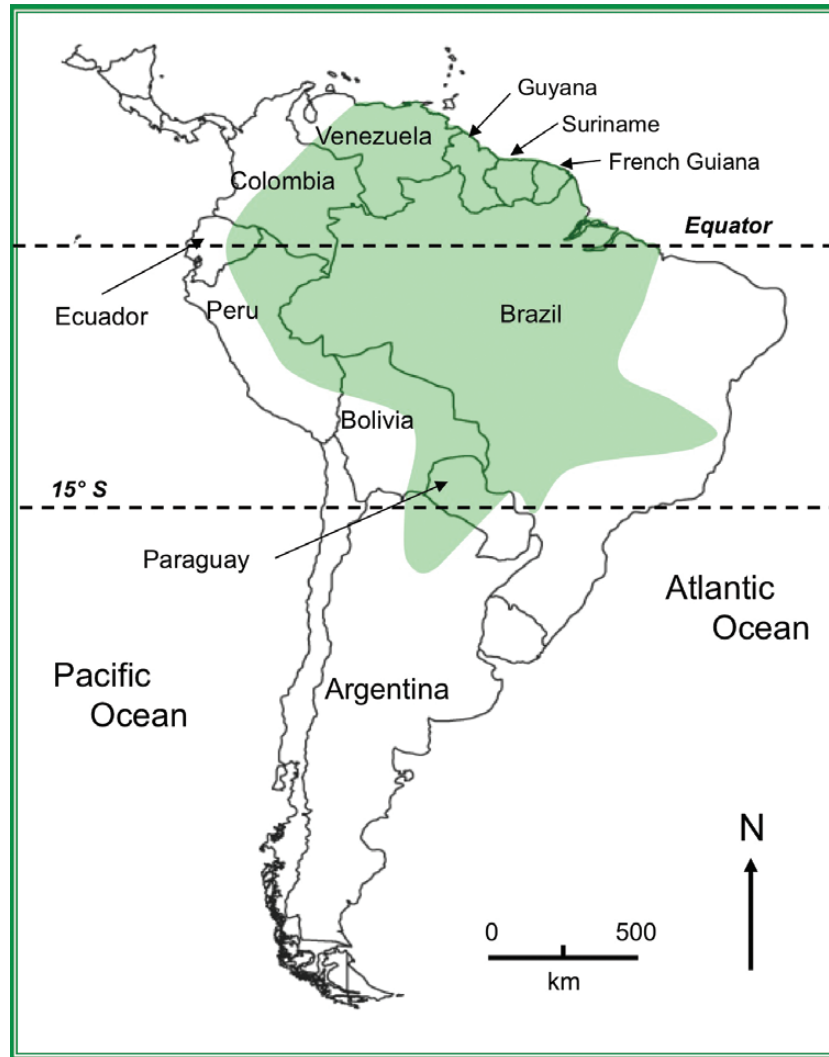 Guyana
Suriname
Venezuela
French Guiana
Colombia
Equator
Ecuador
Peru
Brazil
Bolivia
15° S
Paraguay
Atlantic
Ocean
Pacific
Ocean
Argentina
N
0 500
km